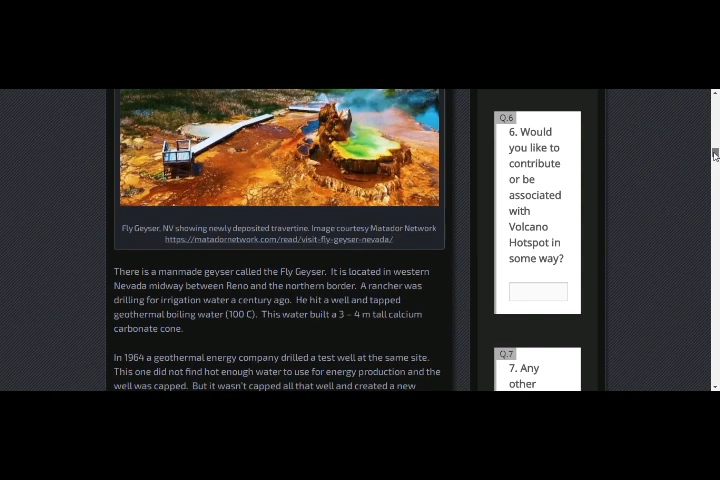 Fly Geyser, NV showing newly deposited travertine. Image courtesy Matador Network
https://matadornetwork.com/read/visit-fly-geyser-nevada/
There is a manmade geyser called the Fly Geyser. It is located in western
Nevada midway between Reno and the northern border. A rancher was
drilling for irrigation water a century ago. He hit a well and tapped
geothermal boiling water (100 C). This water built a 3 – 4 m tall calcium
carbonate cone.
In 1964 a geothermal energy company drilled a test well at the same site.
This one did not find hot enough water to use for energy production and the
well was capped. But it wasn't capped all that well and created a new
Q.6
6. Would
you like to
contribute
or be
associated
with
Volcano
Hotspot in
some way?
Q.7
7. Any
other